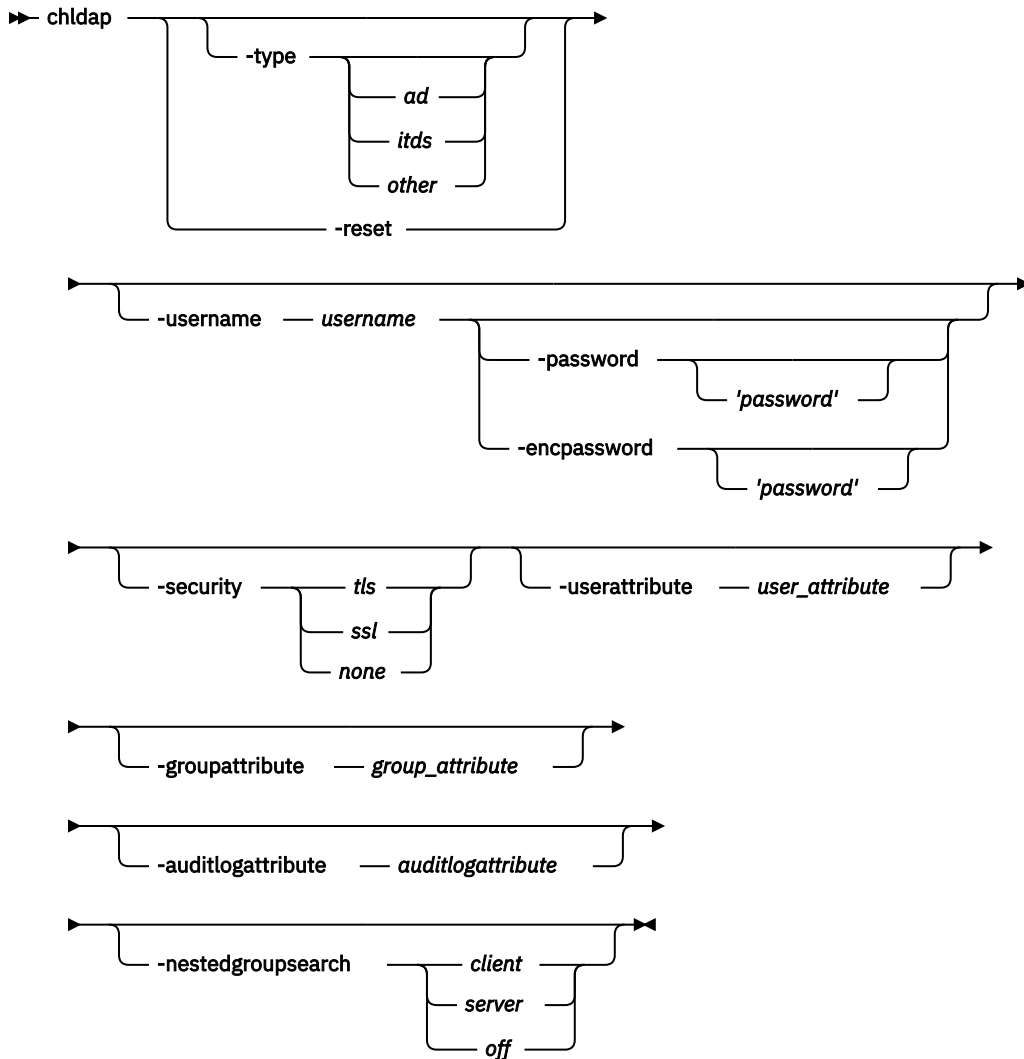 chldap
-type
ad
itds
other
-reset
-username username
-password
'password'
-encpassword
'password'
-security tls -userattribute user_attribute
ssl
none
-groupattribute group_attribute
-auditlogattribute auditlogattribute
-nestedgroupsearch client
server
off